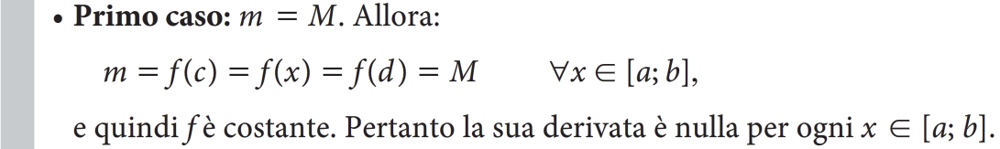 • Primo caso: m = M. Allora:
m = f(c) = f(x) = f(d) = M ∀x ∈ [a; b],
e quindi f è costante. Pertanto la sua derivata è nulla per ogni x ∈ [a; b].